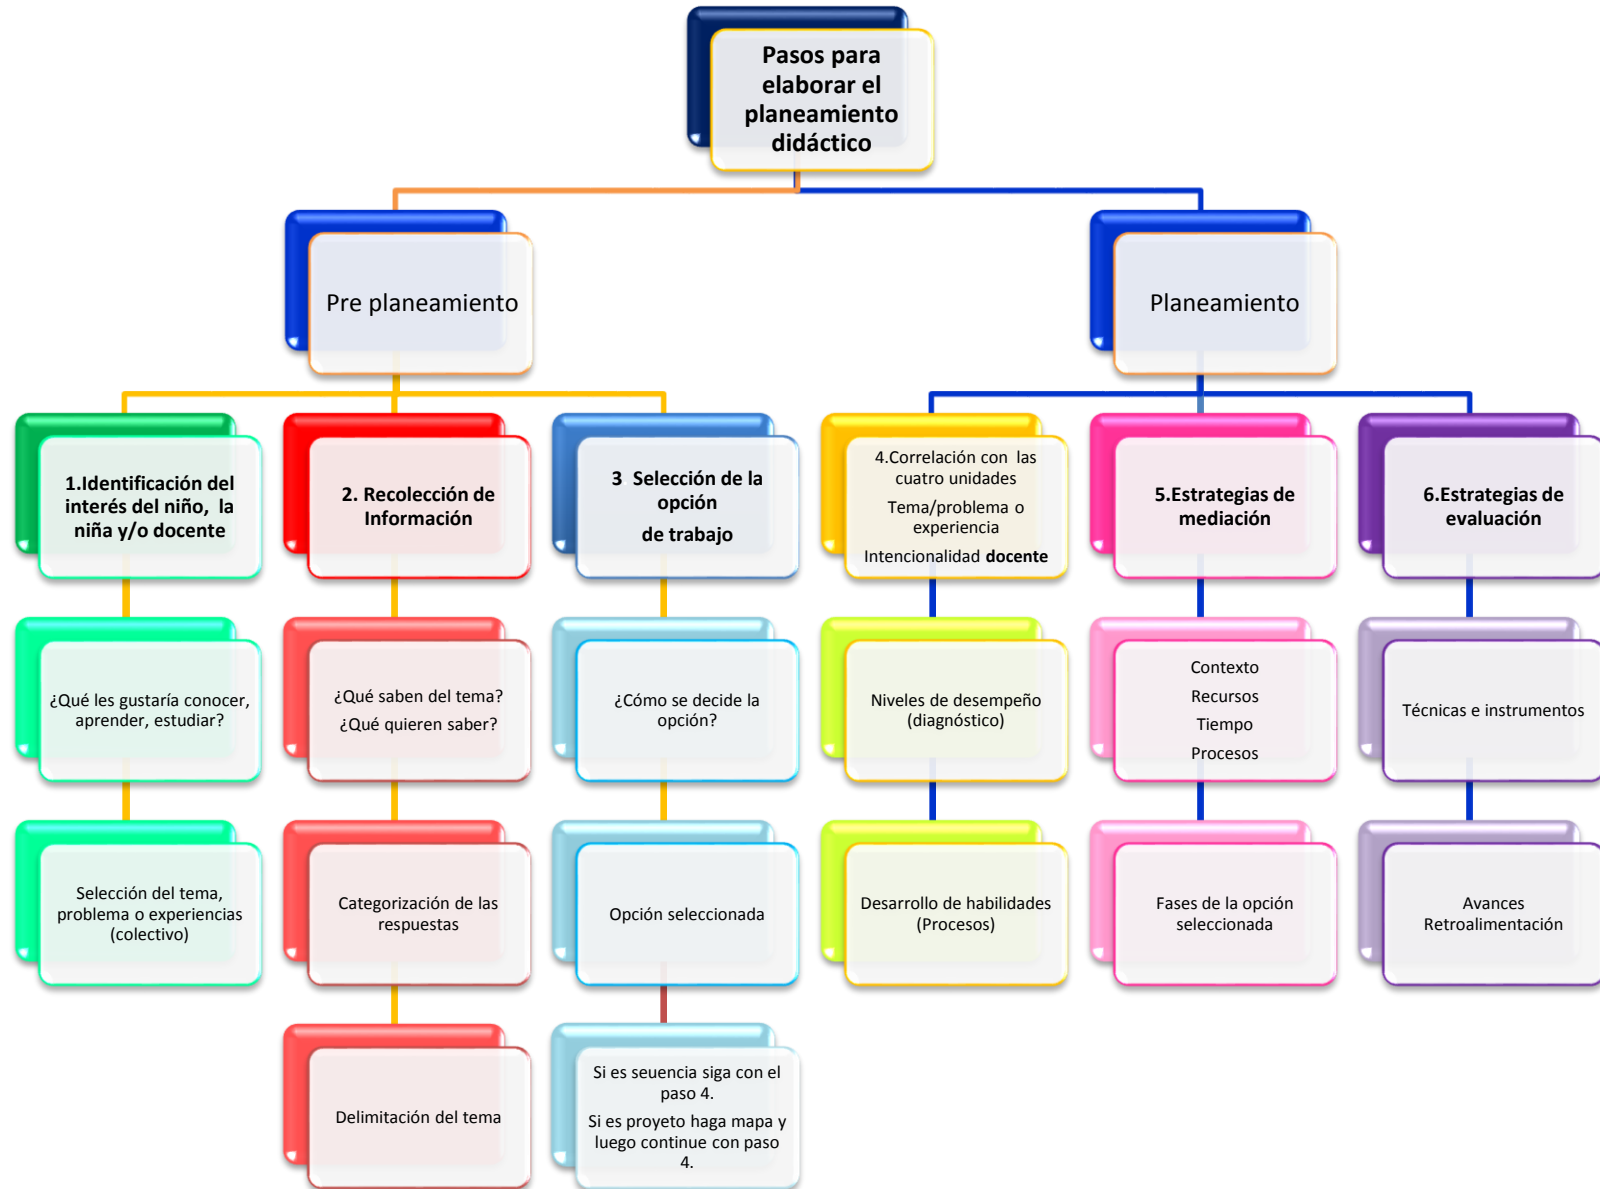 Pasos para
elaborar el
planeamiento
didáctico
Pre planeamiento
Planeamiento
1.Identificación del
interés del niño, la
niña y/o docente
2. Recolección de
Información
3 Selección de la
opción
de trabajo
4.Correlación con las
cuatro unidades
Tema/problema o
experiencia
Intencionalidad docente
5.Estrategias de
mediación
6.Estrategias de
evaluación
¿Qué les gustaría conocer,
aprender, estudiar?
¿Qué saben del tema?
¿Qué quieren saber?
¿Cómo se decide la
opción?
Niveles de desempeño
(diagnóstico)
Contexto
Recursos
Tiempo
Procesos
Técnicas e instrumentos
Selección del tema,
problema o experiencias
(colectivo)
Categorización de las
respuestas
Opción seleccionada
Desarrollo de habilidades
(Procesos)
Fases de la opción
seleccionada
Avances
Retroalimentación
Delimitación del tema
Si es seuencia siga con el
paso 4.
Si es proyeto haga mapa y
luego continue con paso
4.